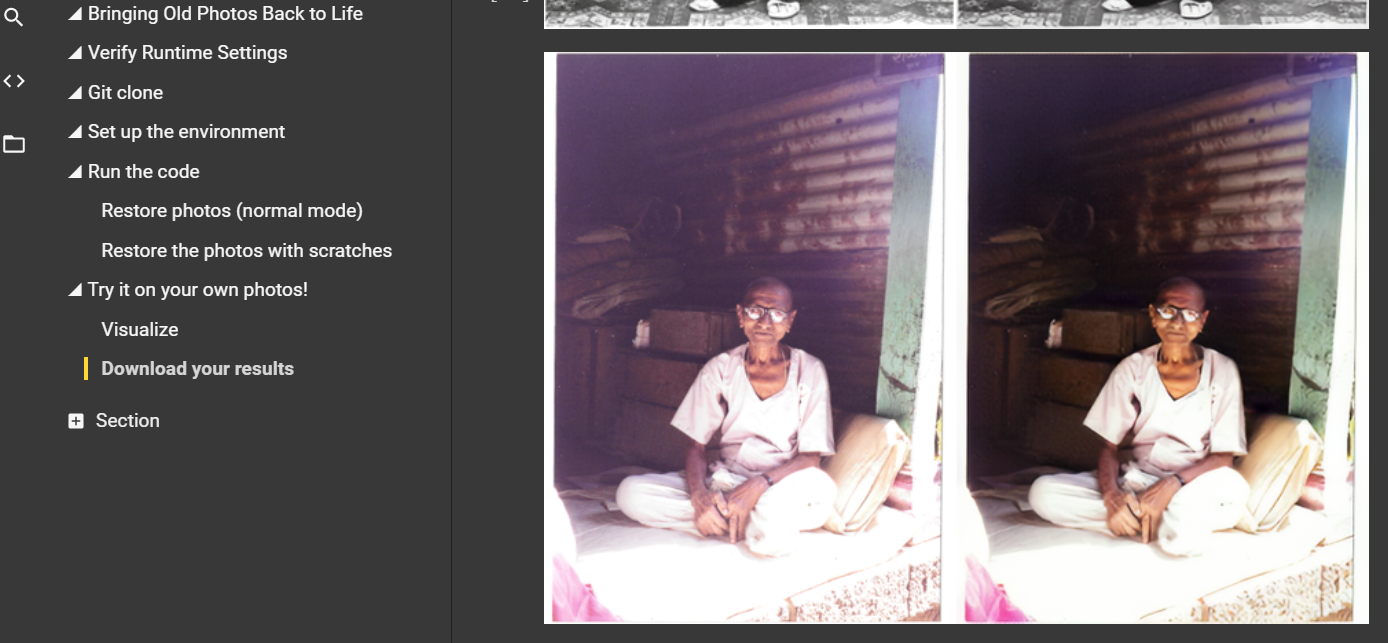 Bringing Old Photos Back to Life
Verify Runtime Settings
Git clone
Set up the environment
Run the code
Restore photos (normal mode)
Restore the photos with scratches
Try it on your own photos!
Visualize
Download your results
Section